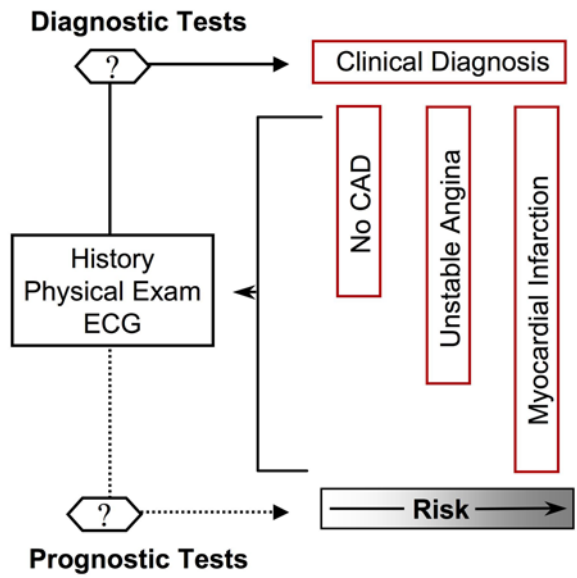 Diagnostic Tests
?
Clinical Diagnosis
No CAD
Unstable Angina
Myocardial Infarction
History
Physical Exam
ECG
?
Risk
Prognostic Tests